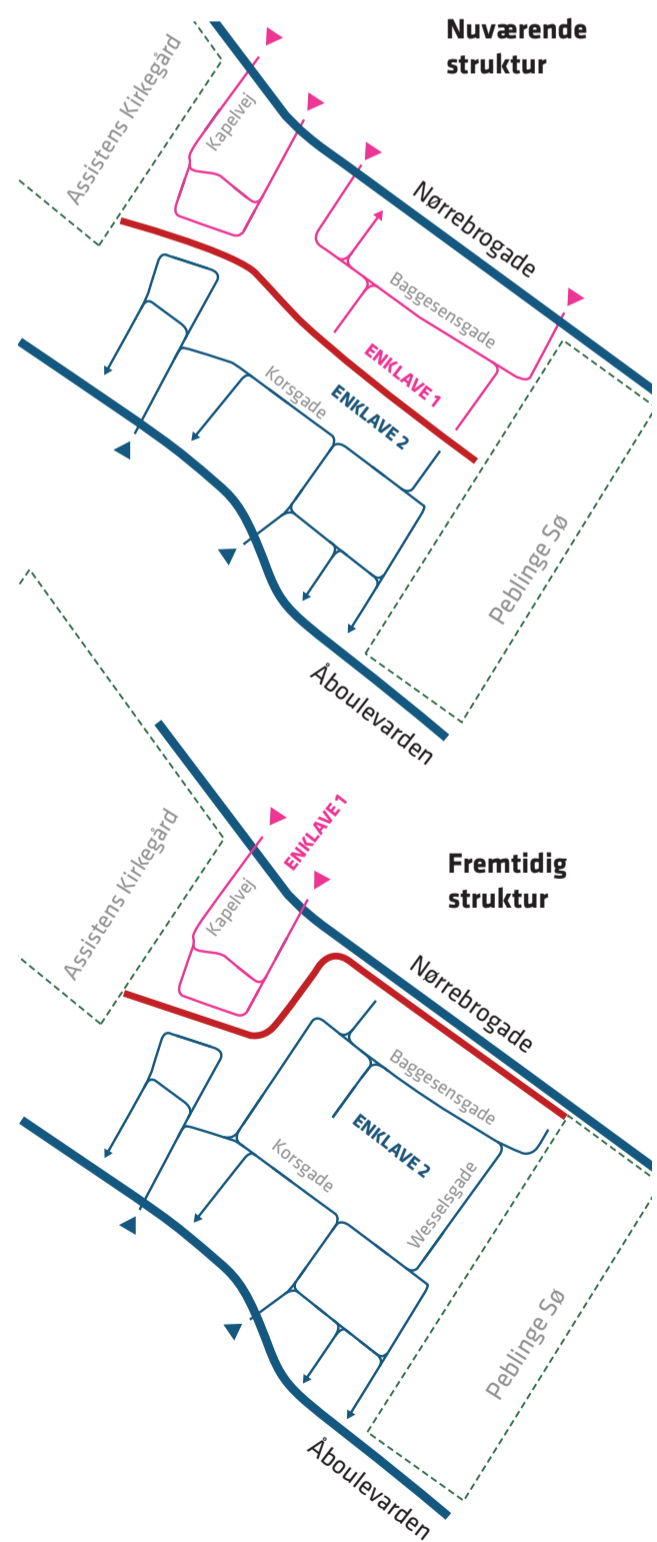 Nuværende
struktur
Assistens Kirkegård
Kapelvej
Nørrebrogade
Baggesensgade
ENKLAVE 1
Korsgade
ENKLAVE 2
Peblinge Sø
Åboulevarden
ENKLAVE 1
Fremtidig
struktur
Assistens Kirkegård
Kapelvej
Nørrebrogade
Baggesensgade
ENKLAVE 2
Korsgade
Wesselsgade
Peblinge Sø
Åboulevarden